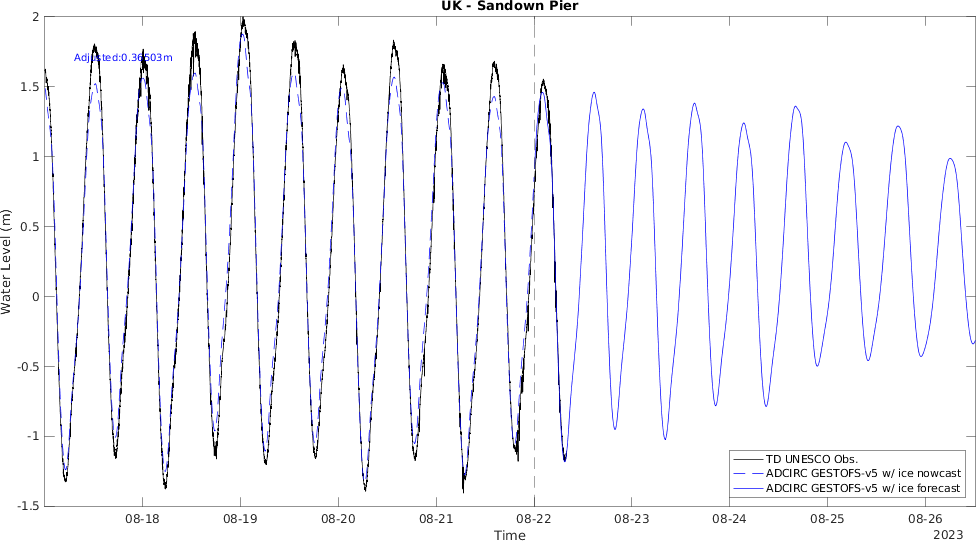 UK - Sandown Pier
Adjusted:0.36503m
Water Level (m)
2
1.5
1
0.5
0
-0.5
-1
-1.5
08-18
08-19
08-20
08-21
08-22
08-23
08-24
08-25
08-26
Time
2023
TD UNESCO Obs.
ADCIRC GESTOFS-v5 w/ ice nowcast
ADCIRC GESTOFS-v5 w/ ice forecast